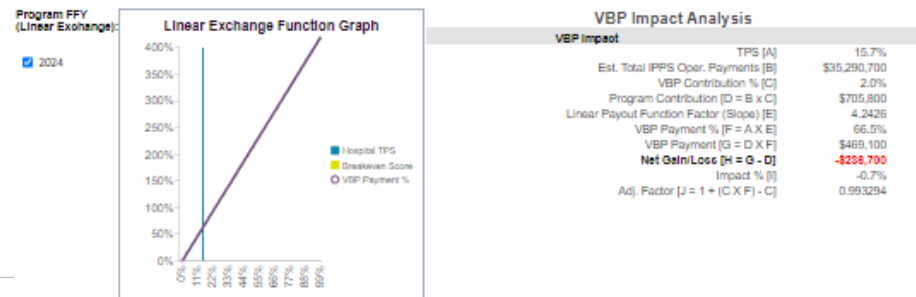 Program FFY
(Linear Exchange):
2024
Linear Exchange Function Graph
400%
350%
300%
250%
200%
150%
100%
50%
0%
0%
11%
22%
33%
44%
55%
66%
77%
88%
99%
Hospital TPS
Breakeven Score
VBP Payment %
VBP Impact Analysis
VBP Impact
TPS [A] 15.7%
Est. Total IPPS Oper. Payments [B] $35,290,700
VBP Contribution % [C] 2.0%
Program Contribution [D = B x C] $705,800
Linear Payout Function Factor (Slope) [E] 4.2426
VBP Payment % [F = A X E] 66.5%
VBP Payment [G = D X F] $469,100
Net Gain/Loss [H = G - D] -$236,700
Impact % [I] -0.7%
Adj. Factor [J = 1 + (C X F) - C] 0.993294